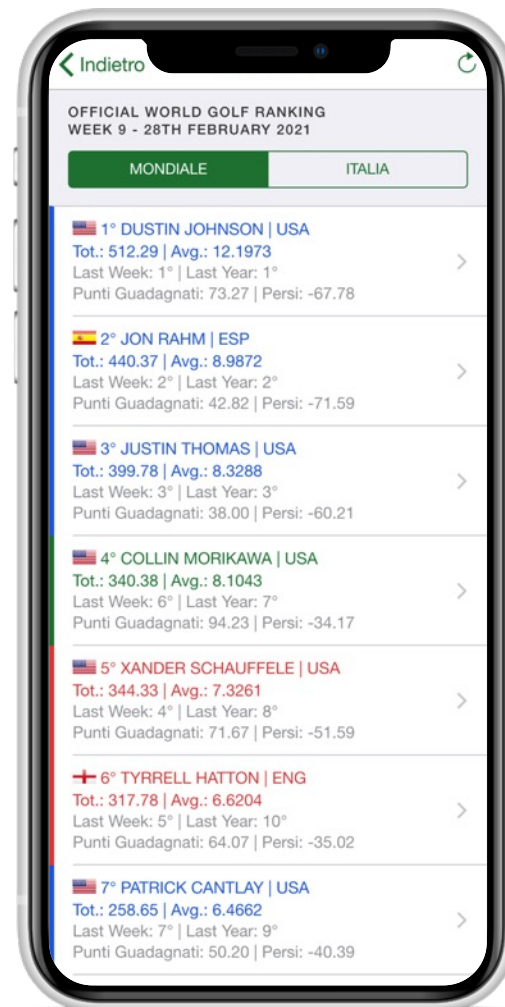 Indietro
OFFICIAL WORLD GOLF RANKING
WEEK 9 - 28TH FEBRUARY 2021
MONDIALE ITALIA
1° DUSTIN JOHNSON | USA
Tot.: 512.29 | Avg.: 12.1973
Last Week: 1° | Last Year: 1°
Punti Guadagnati: 73.27 | Persi: -67.78
2° JON RAHM | ESP
Tot.: 440.37 | Avg.: 8.9872
Last Week: 2° | Last Year: 2°
Punti Guadagnati: 42.82 | Persi: -71.59
3° JUSTIN THOMAS | USA
Tot.: 399.78 | Avg.: 8.3288
Last Week: 3° | Last Year: 3°
Punti Guadagnati: 38.00 | Persi: -60.21
4° COLLIN MORIKAWA | USA
Tot.: 340.38 | Avg.: 8.1043
Last Week: 6° | Last Year: 7°
Punti Guadagnati: 94.23 | Persi: -34.17
5° XANDER SCHAUFFELE | USA
Tot.: 344.33 | Avg.: 7.3261
Last Week: 4° | Last Year: 8°
Punti Guadagnati: 71.67 | Persi: -51.59
6° TYRRELL HATTON | ENG
Tot.: 317.78 | Avg.: 6.6204
Last Week: 5° | Last Year: 10°
Punti Guadagnati: 64.07 | Persi: -35.02
7° PATRICK CANTLAY | USA
Tot.: 258.65 | Avg.: 6.4662
Last Week: 7° | Last Year: 9°
Punti Guadagnati: 50.20 | Persi: -40.39